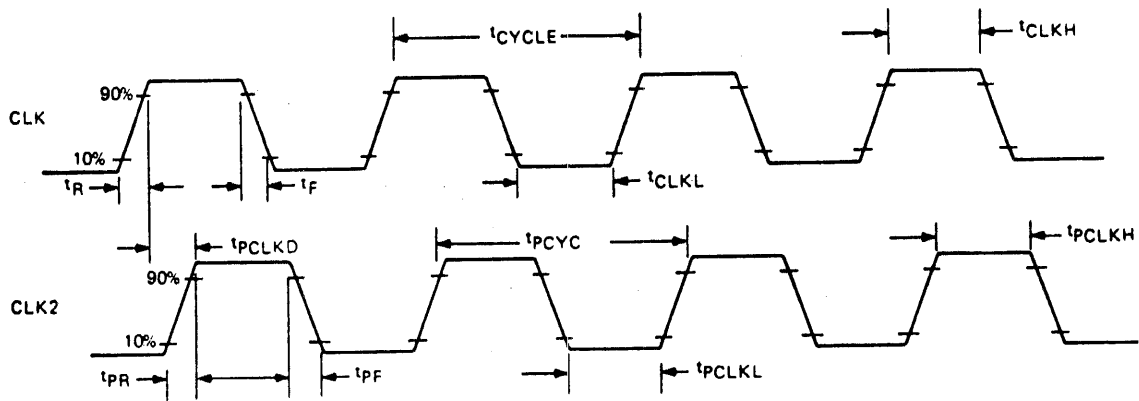 tCYCLE
tCLKH
90%
CLK
10%
tR
tF
tCLKL
tPCLKD
tPCYC
tPCLKH
90%
CLK2
10%
tPR
tPF
tPCLKL